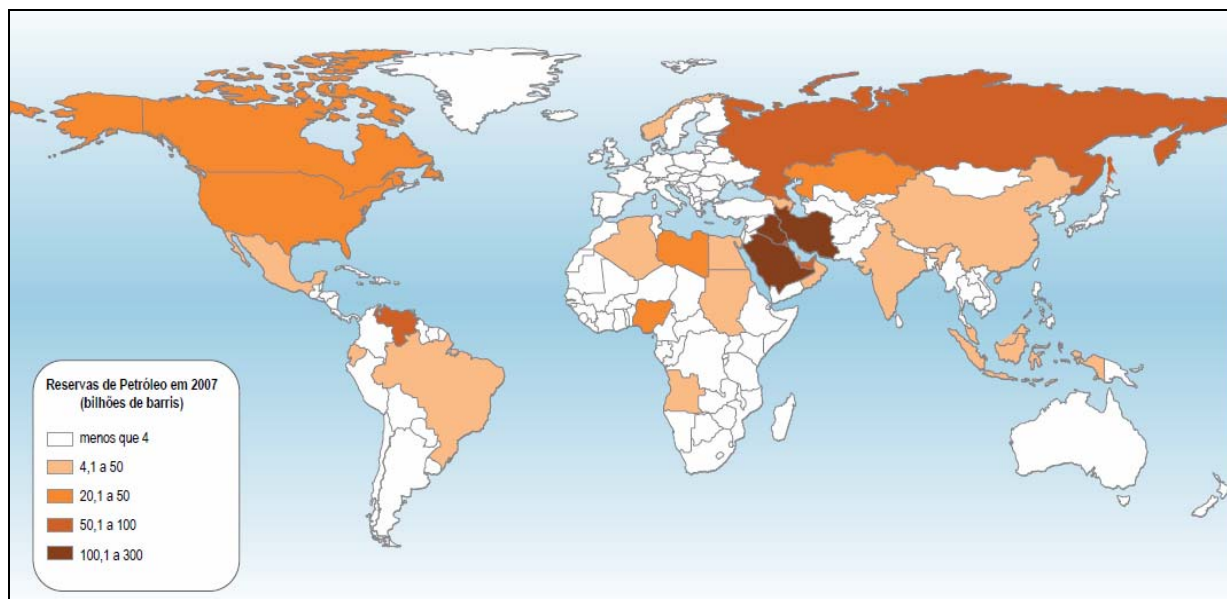 Reservas de Petróleo em 2007
(bilhões de barris)
menos que 4
4,1 a 50
20,1 a 50
50,1 a 100
100,1 a 300